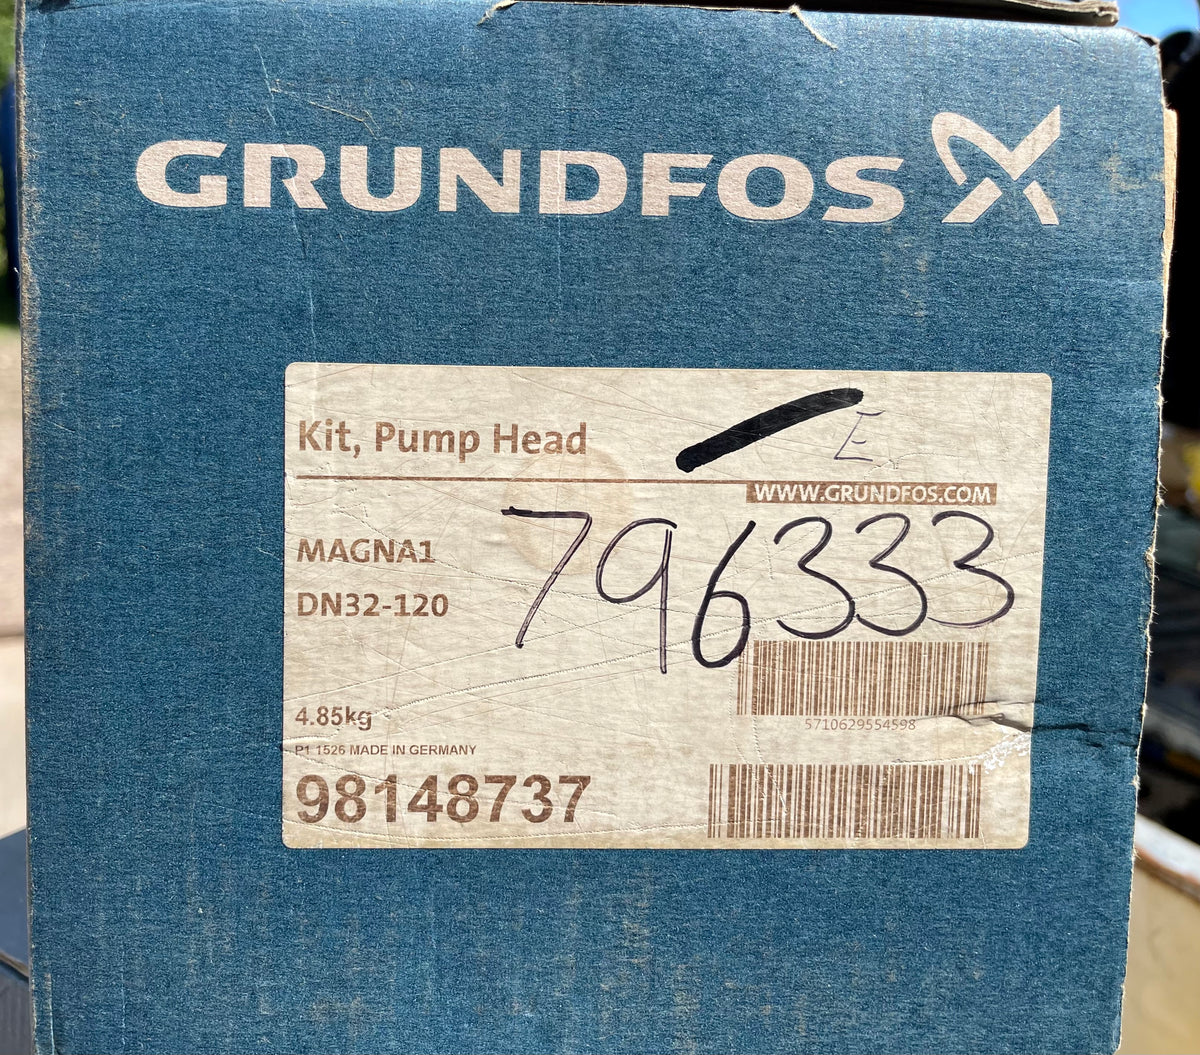 GRUNDFOS
Kit, Pump Head
E
WWW.GRUNDFOS.COM
MAGNA1
796333
DN32-120
5710629554598
4.85kg
P1 1526 MADE IN GERMANY
98148737